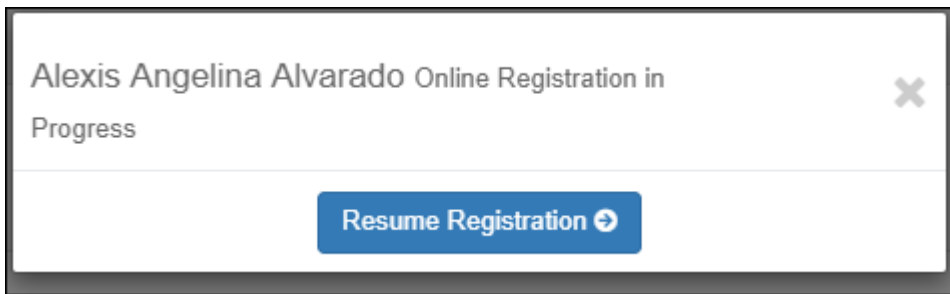 Alexis Angelina Alvarado Online Registration in
Progress
Resume Registration